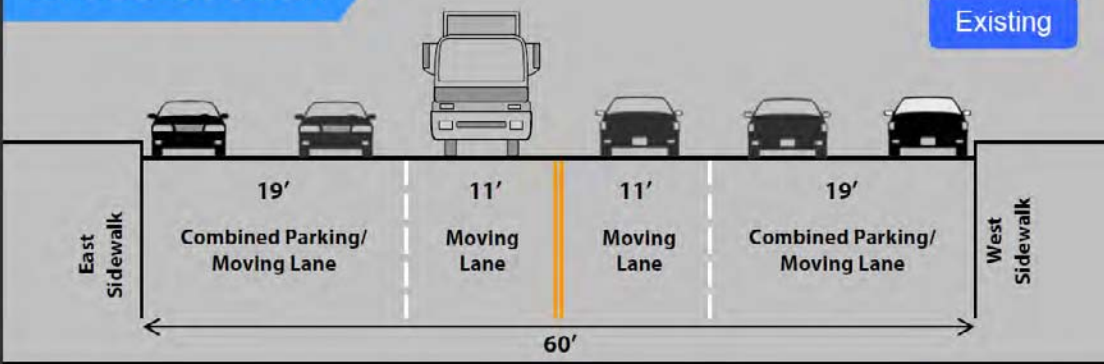 Existing
19'
Combined Parking/
Moving Lane
11'
Moving
Lane
11'
Moving
Lane
19'
Combined Parking/
Moving Lane
East
Sidewalk
West
Sidewalk
60'